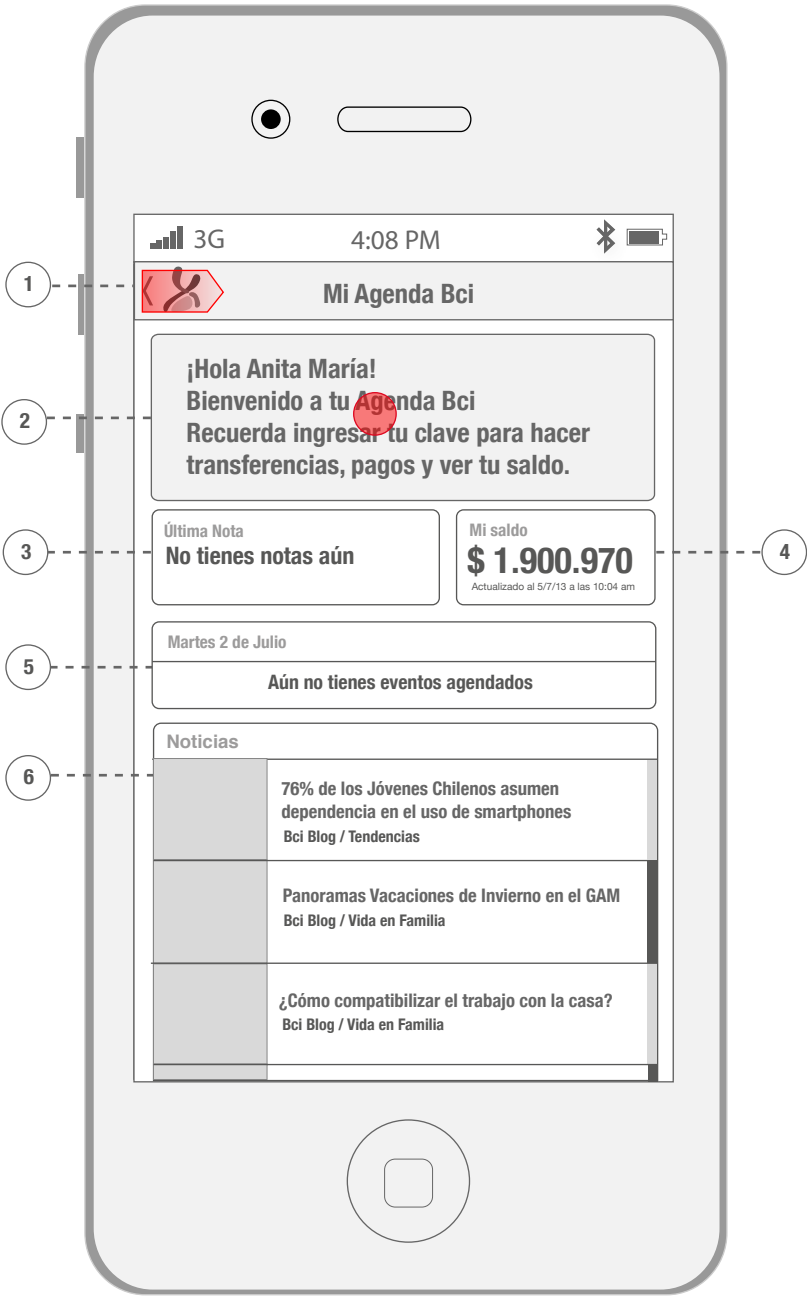 3G 4:08 PM
1
Mi Agenda Bci
¡Hola Anita María!
Bienvenido a tu Agenda Bci
Recuerda ingresar tu clave para hacer
transferencias, pagos y ver tu saldo.
2
3
Última Nota
No tienes notas aún
Mi saldo
$ 1.900.970
Actualizado al 5/7/13 a las 10:04 am
4
5
Martes 2 de Julio
Aún no tienes eventos agendados
6
Noticias
76% de los Jóvenes Chilenos asumen
dependencia en el uso de smartphones
Bci Blog / Tendencias
Panoramas Vacaciones de Invierno en el GAM
Bci Blog / Vida en Familia
¿Cómo compatibilizar el trabajo con la casa?
Bci Blog / Vida en Familia